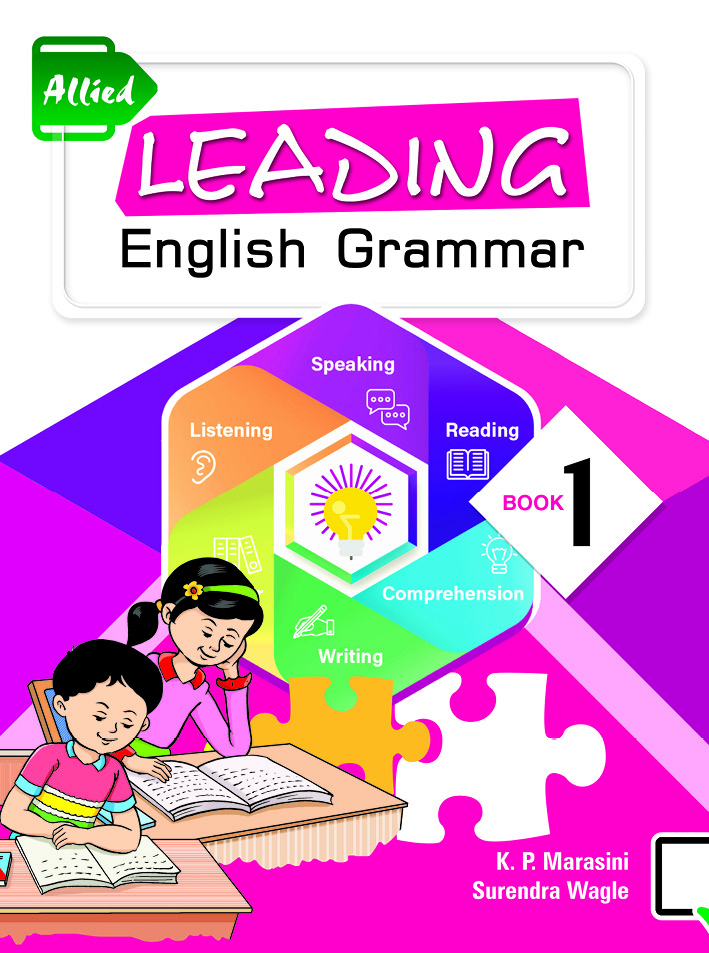 Allied
LEADING
English Grammar
Speaking
Listening
Reading
BOOK 1
Comprehension
Writing
K. P. Marasini
Surendra Wagle